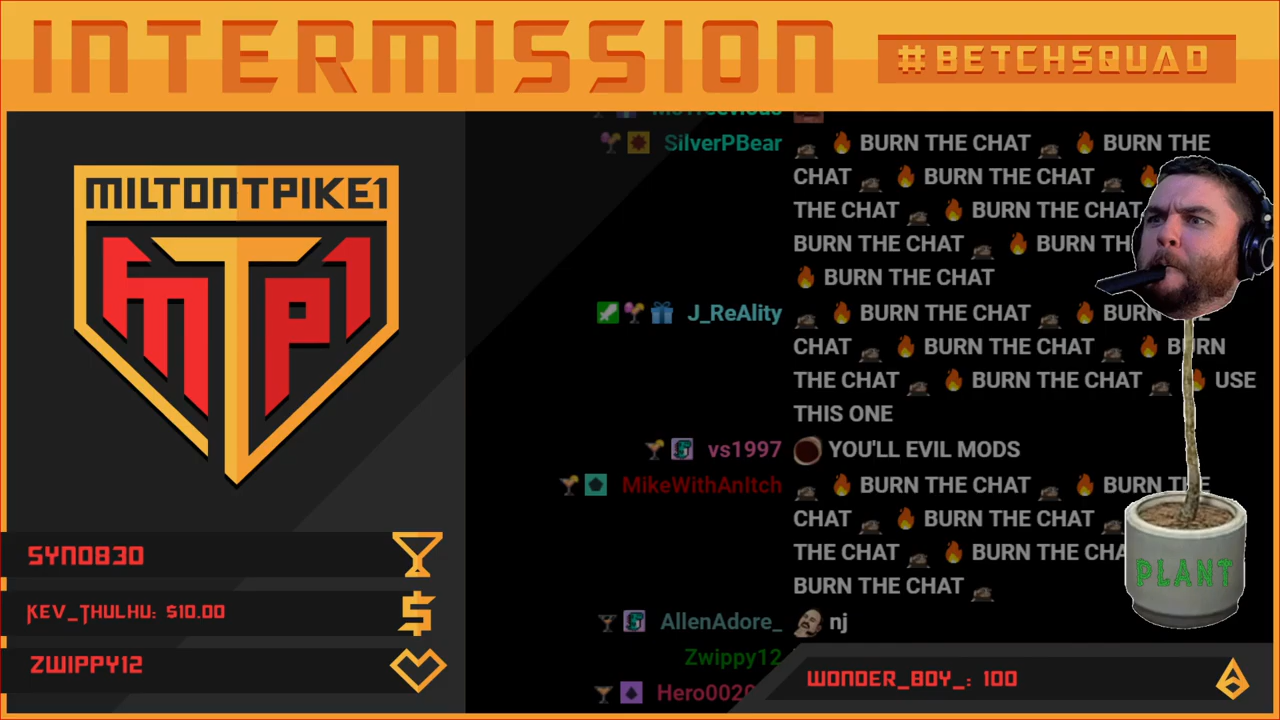 INTERMISSION
#BETCHSQUAD
MILTONTPIKE1
MTP1
SilverPBear BURN THE CHAT BURN THE
CHAT BURN THE CHAT
THE CHAT BURN THE CHAT
BURN THE CHAT BURN
BURN THE CHAT
J_ReAlity BURN THE CHAT
CHAT BURN THE CHAT BURN
THE CHAT BURN THE CHAT USE
THIS ONE
vs1997 YOU'LL EVIL MODS
MikeWithAnItch BURN THE CHAT BURN THE
CHAT BURN THE CHAT
THE CHAT BURN THE
BURN THE CHAT
AllenAdore_ nj
Zwippy12
PLANT
SYN0830
KEV_THULHU: $10.00
ZWIPPY12
WONDER_BOY_: 100